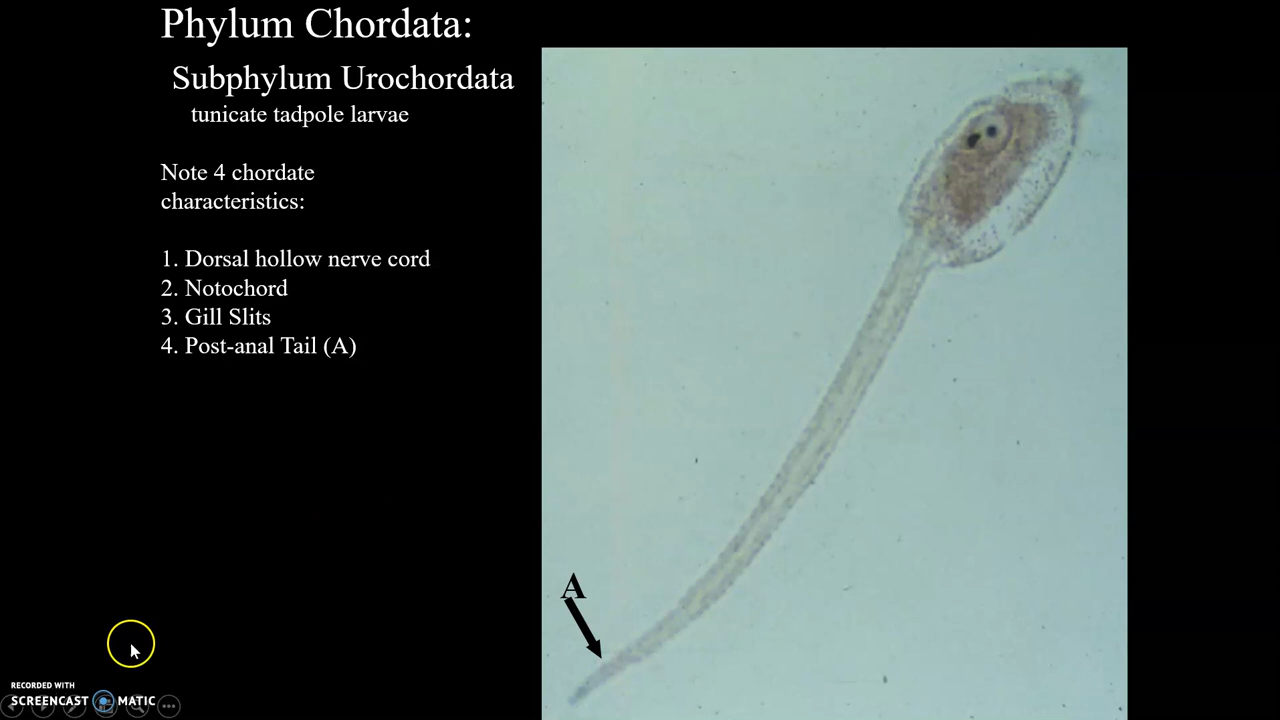 Phylum Chordata:
Subphylum Urochordata
tunicate tadpole larvae
Note 4 chordate
characteristics:
1. Dorsal hollow nerve cord
2. Notochord
3. Gill Slits
4. Post-anal Tail (A)
A
RECORDED WITH
SCREENCAST MATIC